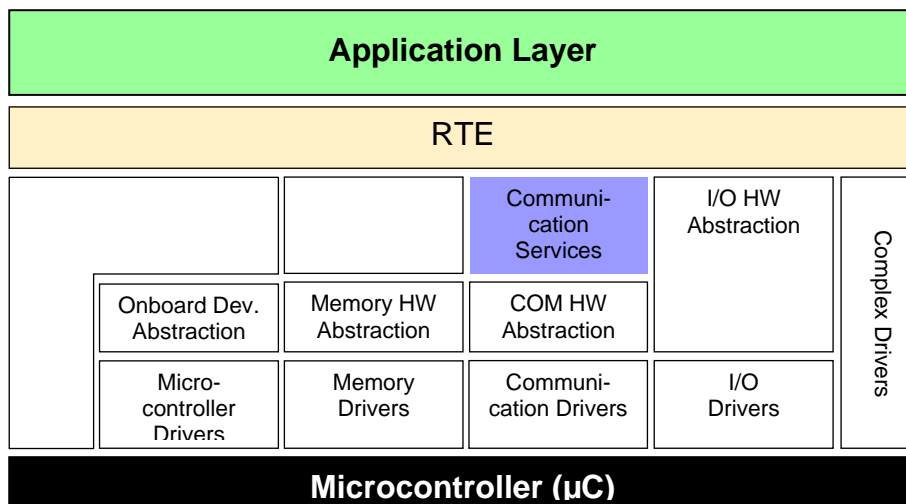 Application Layer
RTE
Communi-
cation
Services
I/O HW
Abstraction
Complex Drivers
Onboard Dev.
Abstraction
Memory HW
Abstraction
COM HW
Abstraction
Micro-
controller
Drivers
Memory
Drivers
Communi-
cation Drivers
I/O
Drivers
Microcontroller (µC)